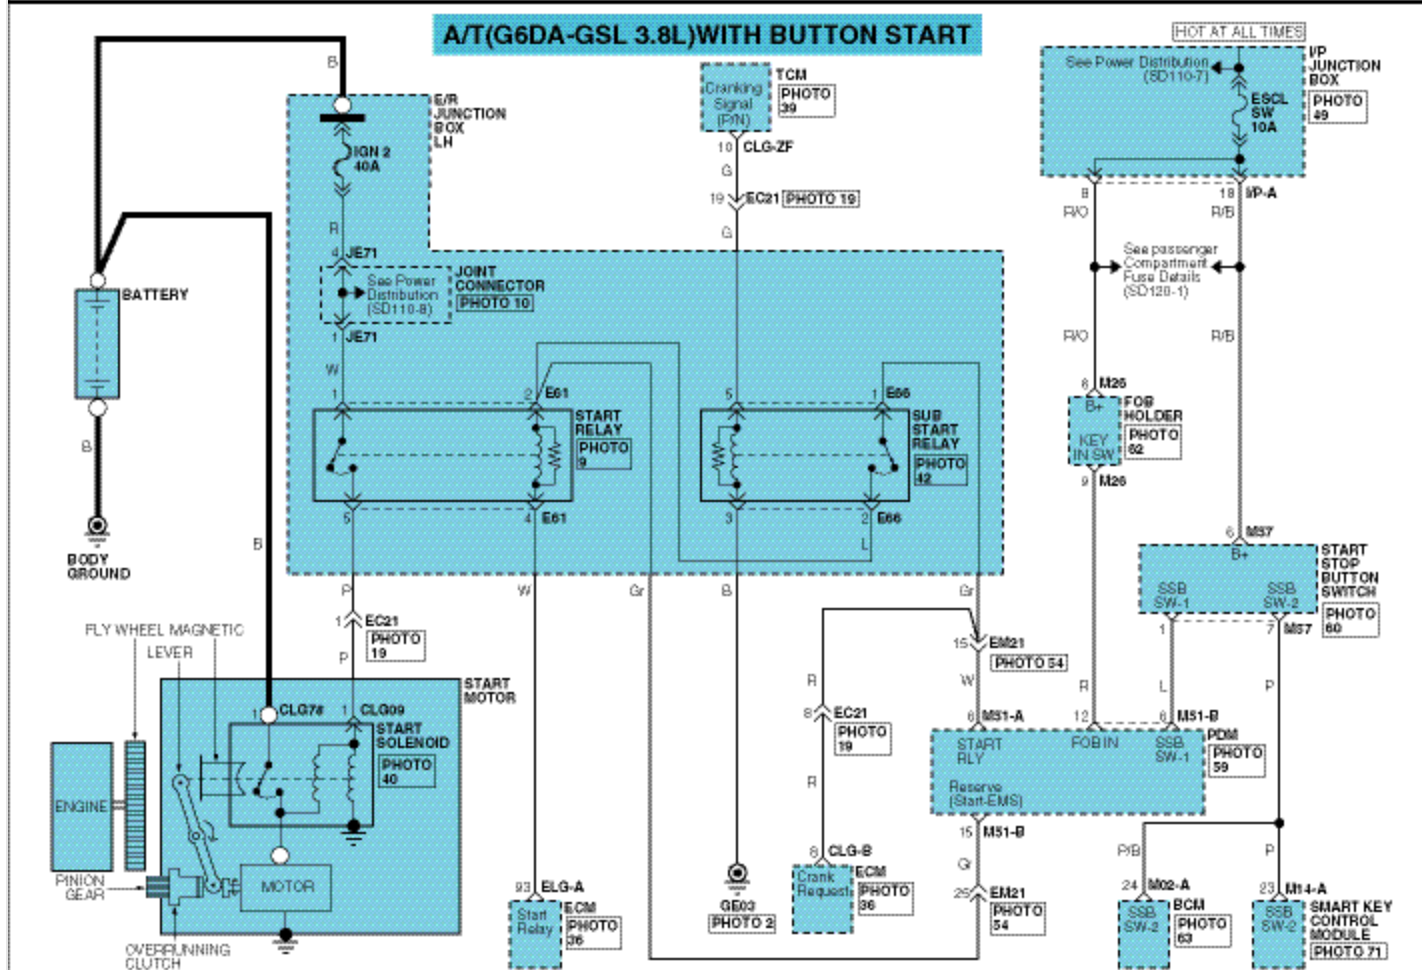 A/T(G6DA-GSL 3.8L)WITH BUTTON START
HOT AT ALL TIMES
See Power Distribution
(SD110-7)
ESCL
SW
10A
I/P
JUNCTION
BOX
PHOTO
49
8
18
I/P-A
R/O
R/B
See passenger
Compartment
Fuse Details
(SD120-1)
R/O
R/B
TCM
PHOTO
39
Cranking
Signal
(P/N)
10
CLG-ZF
G
19
EC21
PHOTO 19
G
B
E/R
JUNCTION
BOX
LH
IGN 2
40A
R
4
JE71
See Power
Distribution
(SD110-8)
JOINT
CONNECTOR
PHOTO 10
1
JE71
W
BATTERY
B
BODY
GROUND
B
1
2
E61
START
RELAY
PHOTO
9
5
4
E61
5
1
E66
SUB
START
RELAY
PHOTO
42
3
2
E66
L
6
M26
B+
KEY
IN SW
FOB
HOLDER
PHOTO
62
9
M26
6
M57
B+
SSB
SW-1
SSB
SW-2
START
STOP
BUTTON
SWITCH
PHOTO
60
1
7
M57
P
W
Gr
B
Gr
1
EC21
PHOTO
19
P
15
EM21
PHOTO 54
R
W
R
L
P
8
EC21
PHOTO
19
R
6
M51-A
12
6
M51-B
START
RLY
FOB IN
SSB
SW-1
Reserve
(Start-EMS)
PDM
PHOTO
59
15
M51-B
25
EM21
PHOTO
54
P/B
P
24
M02-A
SSB
SW-2
BCM
PHOTO
63
23
M14-A
SSB
SW-2
SMART KEY
CONTROL
MODULE
PHOTO 71
8
CLG-B
Crank
Request
ECM
PHOTO
36
GE03
PHOTO 2
93
ELG-A
Start
Relay
ECM
PHOTO
36
FLY WHEEL MAGNETIC
LEVER
START
MOTOR
1
CLG78
1
CLG09
START
SOLENOID
PHOTO
40
ENGINE
PINION
GEAR
MOTOR
OVERRUNNING
CLUTCH